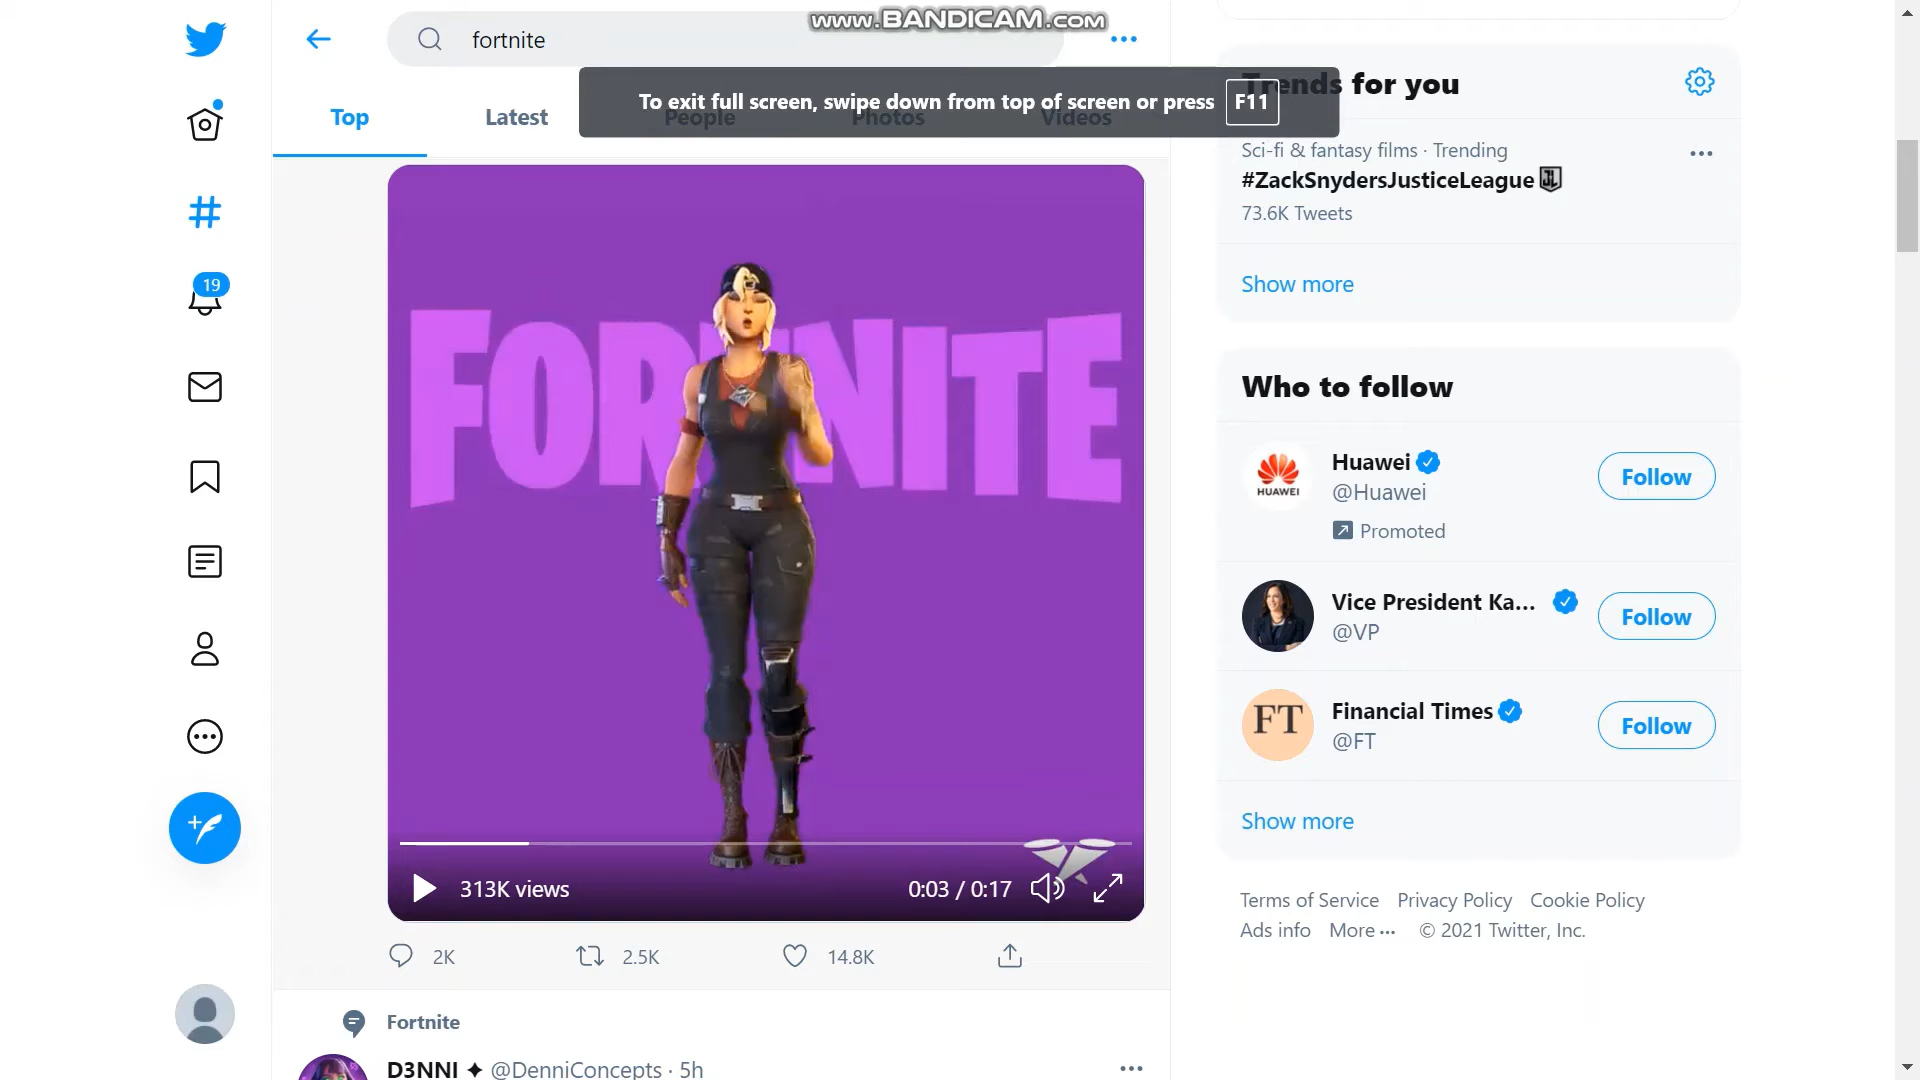 www.BANDICAM.com
fortnite
To exit full screen, swipe down from top of screen or press F11
Top
Latest
People
Photos
Videos
FORTNITE
313K views
0:03 / 0:17
2K
2.5K
14.8K
Fortnite
D3NNI ✦ @DenniConcepts · 5h
19
Trends for you
Sci-fi & fantasy films · Trending
#ZackSnydersJusticeLeague
JL
73.6K Tweets
Show more
Who to follow
HUAWEI
Huawei
@Huawei
Promoted
Follow
Vice President Ka...
@VP
Follow
FT
Financial Times
@FT
Follow
Show more
Terms of Service Privacy Policy Cookie Policy
Ads info More ··· © 2021 Twitter, Inc.